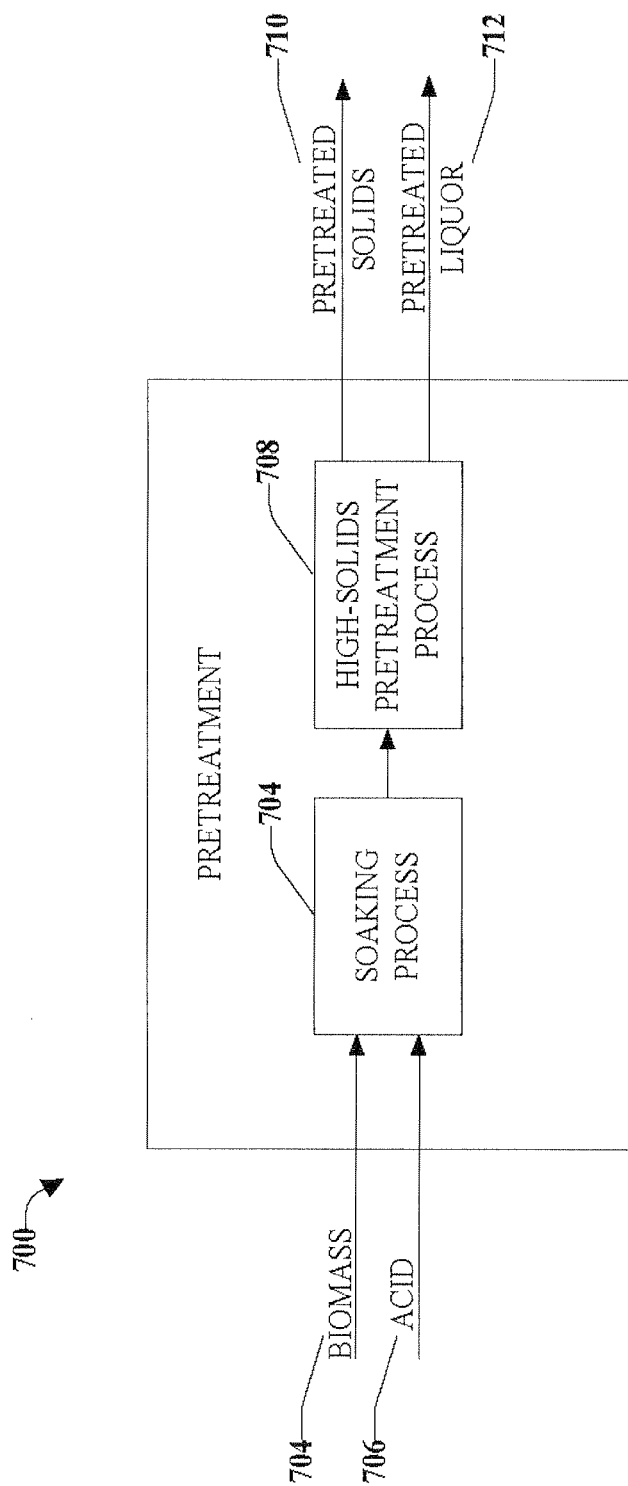 700
PRETREATMENT
704
BIOMASS
706
ACID
704
SOAKING
PROCESS
708
HIGH-SOLIDS
PRETREATMENT
PROCESS
710
PRETREATED
SOLIDS
PRETREATED
LIQUOR
712